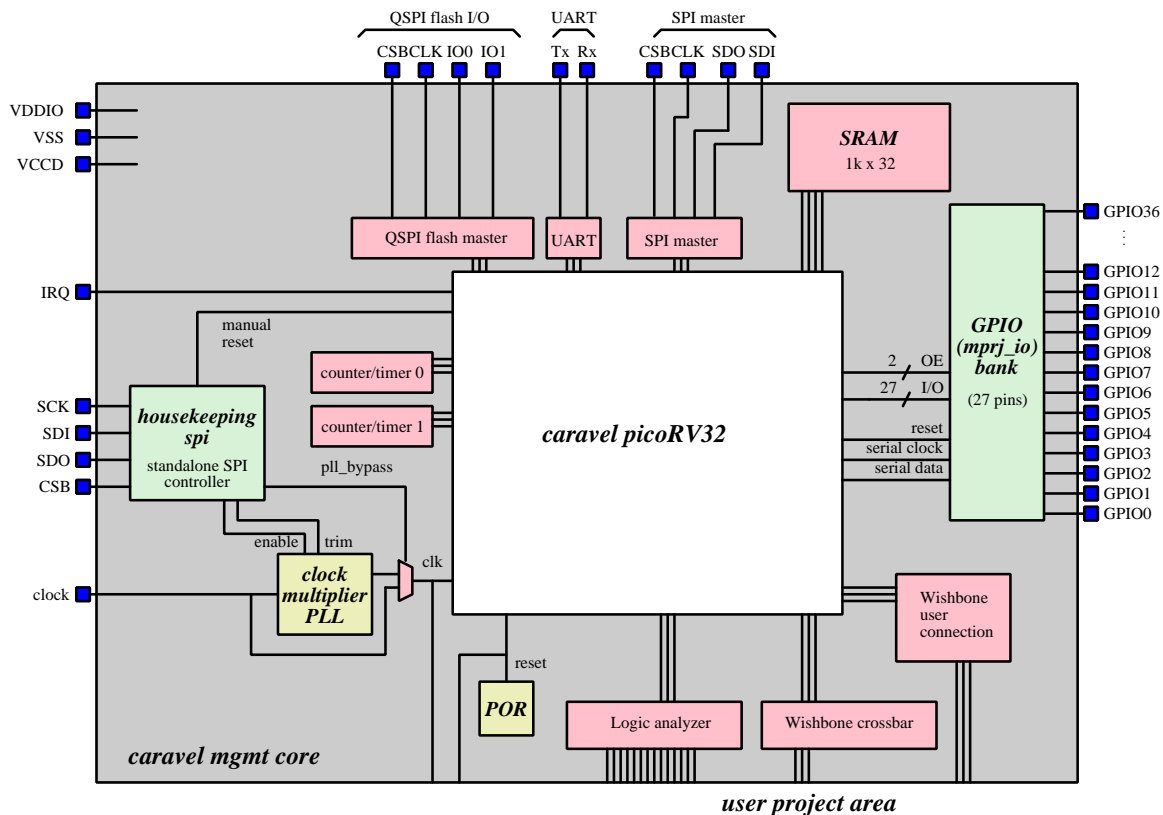 QSPI flash I/O
UART
SPI master
CSB CLK IO0 IO1
Tx Rx
CSB CLK SDO SDI
VDDIO
VSS
VCCD
SRAM
1k x 32
QSPI flash master
UART
SPI master
GPIO36
IRQ
manual
reset
counter/timer 0
counter/timer 1
SCK
SDI
SDO
CSB
housekeeping
spi
standalone SPI
controller
pll_bypass
caravel picoRV32
2 OE
27 I/O
reset
serial clock
serial data
GPIO
(mprj_io)
bank
(27 pins)
GPIO12
GPIO11
GPIO10
GPIO9
GPIO8
GPIO7
GPIO6
GPIO5
GPIO4
GPIO3
GPIO2
GPIO1
GPIO0
enable
trim
clk
clock
clock
multiplier
PLL
Wishbone
user
connection
reset
POR
Logic analyzer
Wishbone crossbar
caravel mgmt core
user project area